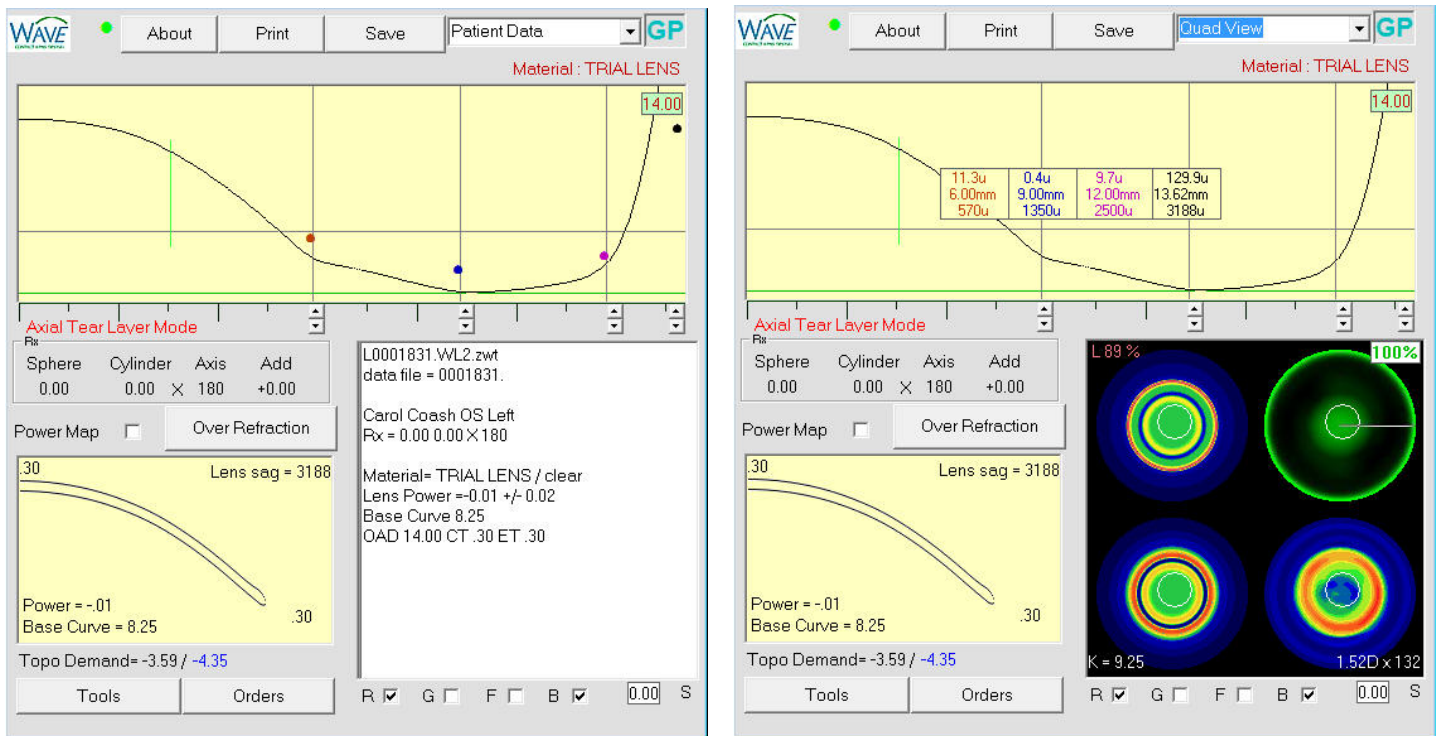 WAVE
About
Print
Save
Patient Data
GP
Material : TRIAL LENS
14.00
Axial Tear Layer Mode
Rx
Sphere Cylinder Axis Add
0.00 0.00 X 180 +0.00
Power Map
Over Refraction
.30
Lens sag = 3188
Power = -.01
.30
Base Curve = 8.25
Topo Demand= -3.59 / -4.35
Tools
Orders
L0001831.WL2.zwt
data file = 0001831.
Carol Coash OS Left
Rx = 0.00 0.00 X 180
Material= TRIAL LENS / clear
Lens Power =-0.01 +/- 0.02
Base Curve 8.25
OAD 14.00 CT .30 ET .30
R G F B 0.00 S
WAVE
About
Print
Save
Quad View
GP
Material : TRIAL LENS
14.00
11.3u 0.4u 9.7u 129.9u
6.00mm 9.00mm 12.00mm 13.62mm
570u 1350u 2500u 3188u
Axial Tear Layer Mode
Rx
Sphere Cylinder Axis Add
0.00 0.00 X 180 +0.00
Power Map
Over Refraction
.30
Lens sag = 3188
Power = -.01
.30
Base Curve = 8.25
Topo Demand= -3.59 / -4.35
Tools
Orders
L 89 %
100%
K = 9.25
1.52D x 132
R G F B 0.00 S